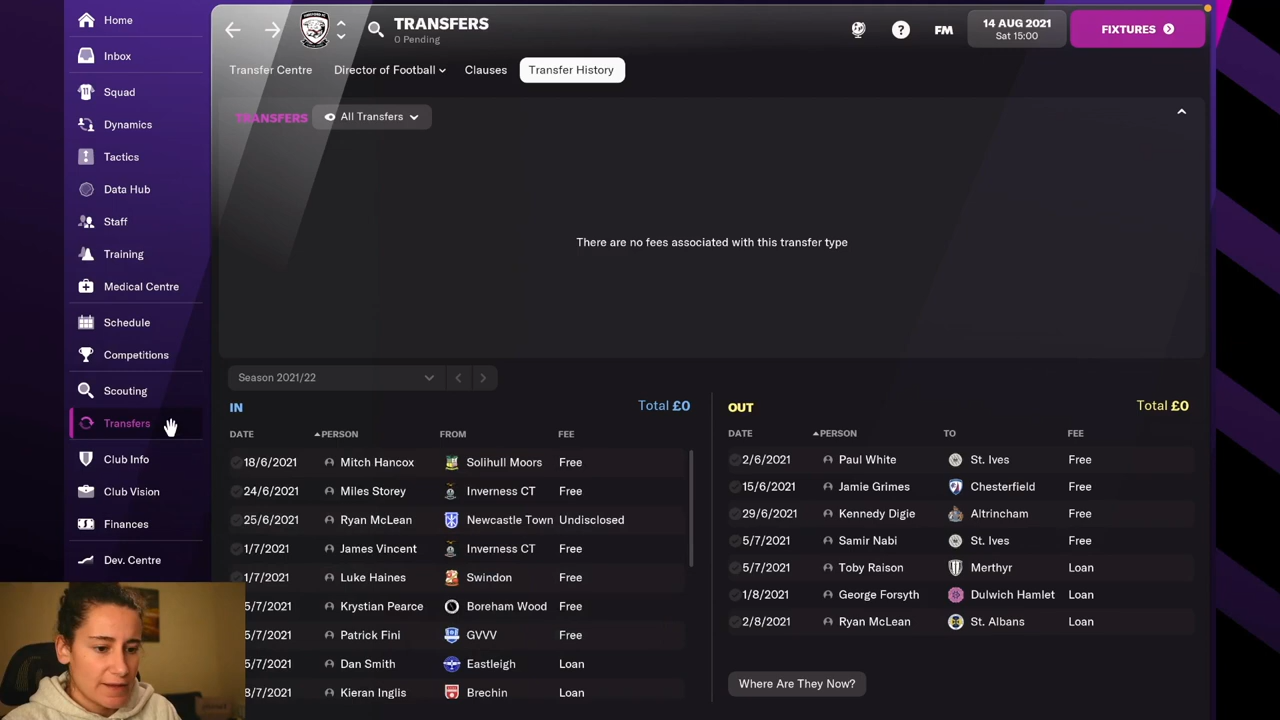 Home
Inbox
Squad
Dynamics
Tactics
Data Hub
Staff
Training
Medical Centre
Schedule
Competitions
Scouting
Transfers
Club Info
Club Vision
Finances
Dev. Centre
TRANSFERS
0 Pending
?
FM
14 AUG 2021
Sat 15:00
FIXTURES
Transfer Centre Director of Football Clauses Transfer History
TRANSFERS All Transfers
There are no fees associated with this transfer type
Season 2021/22
IN Total £0
DATE PERSON FROM FEE
18/6/2021 Mitch Hancox Solihull Moors Free
24/6/2021 Miles Storey Inverness CT Free
25/6/2021 Ryan McLean Newcastle Town Undisclosed
1/7/2021 James Vincent Inverness CT Free
1/7/2021 Luke Haines Swindon Free
5/7/2021 Krystian Pearce Boreham Wood Free
5/7/2021 Patrick Fini GVVV Free
5/7/2021 Dan Smith Eastleigh Loan
8/7/2021 Kieran Inglis Brechin Loan
OUT Total £0
DATE PERSON TO FEE
2/6/2021 Paul White St. Ives Free
15/6/2021 Jamie Grimes Chesterfield Free
29/6/2021 Kennedy Digie Altrincham Free
5/7/2021 Samir Nabi St. Ives Free
5/7/2021 Toby Raison Merthyr Loan
1/8/2021 George Forsyth Dulwich Hamlet Loan
2/8/2021 Ryan McLean St. Albans Loan
Where Are They Now?